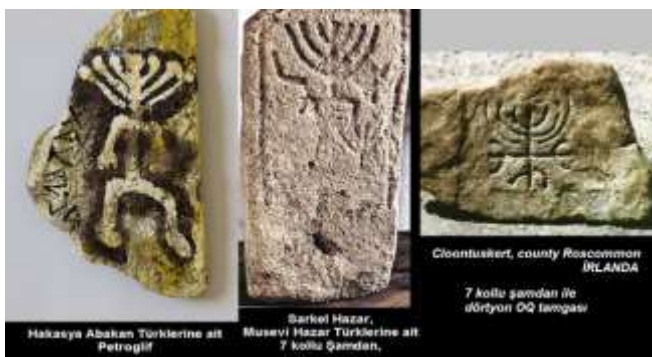 Hakasya Abakan Türklerine ait
Petroglif
Sarkel Hazar,
Musevi Hazar Türklerine ait
7 kollu Şamdan,
Cloontuskert, county Roscommon
İRLANDA
7 kollu şamdan ile
dörtyon OQ tamgası